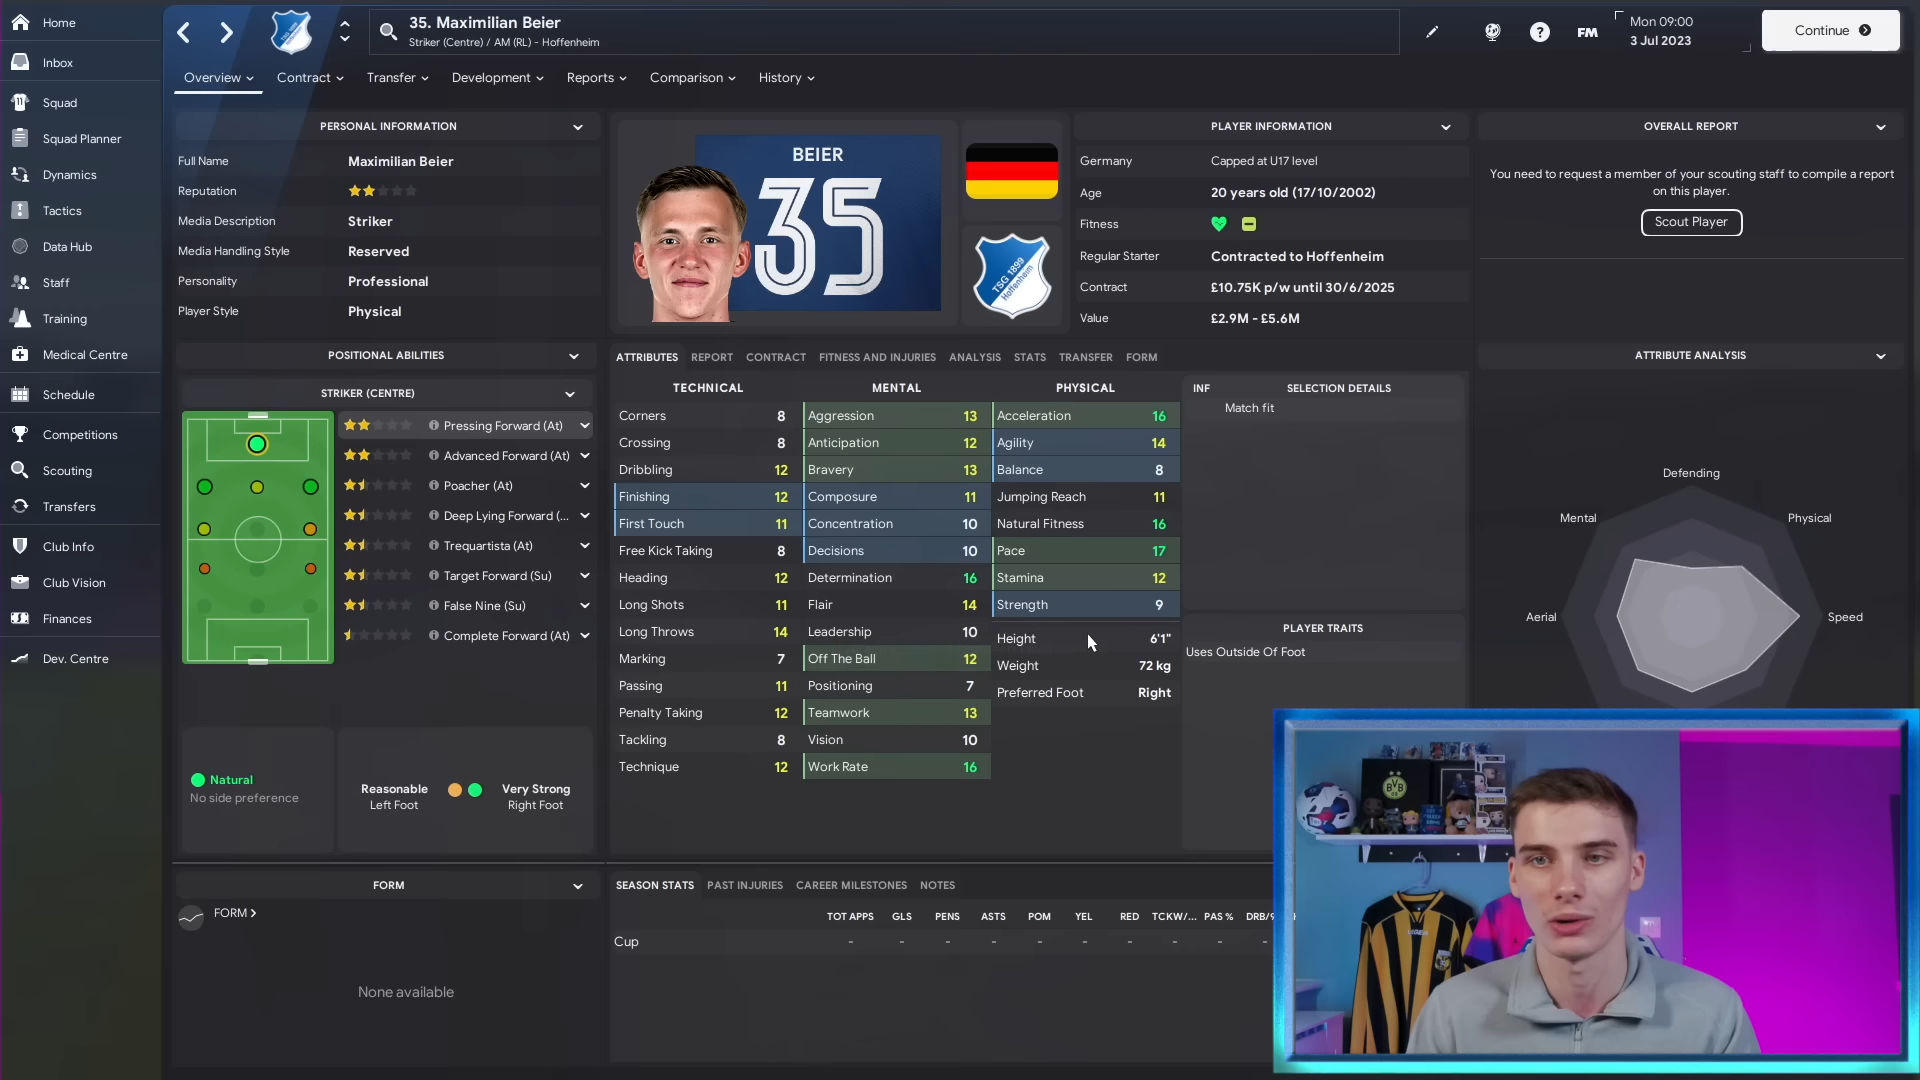 Home
Inbox
Squad
Squad Planner
Dynamics
Tactics
Data Hub
Staff
Training
Medical Centre
Schedule
Competitions
Scouting
Transfers
Club Info
Club Vision
Finances
Dev. Centre
35. Maximilian Beier
Striker (Centre) / AM (RL) - Hoffenheim
FM
Mon 09:00
3 Jul 2023
Continue
Overview Contract Transfer Development Reports Comparison History
PERSONAL INFORMATION
Full Name Maximilian Beier
Reputation
Media Description Striker
Media Handling Style Reserved
Personality Professional
Player Style Physical
BEIER
35
TSG 1899
Hoffenheim
PLAYER INFORMATION
Germany Capped at U17 level
Age 20 years old (17/10/2002)
Fitness
Regular Starter Contracted to Hoffenheim
Contract £10.75K p/w until 30/6/2025
Value £2.9M - £5.6M
OVERALL REPORT
You need to request a member of your scouting staff to compile a report
on this player.
Scout Player
POSITIONAL ABILITIES
STRIKER (CENTRE)
Pressing Forward (At)
Advanced Forward (At)
Poacher (At)
Deep Lying Forward (...
Trequartista (At)
Target Forward (Su)
False Nine (Su)
Complete Forward (At)
Natural
No side preference
Reasonable
Left Foot
Very Strong
Right Foot
ATTRIBUTES REPORT CONTRACT FITNESS AND INJURIES ANALYSIS STATS TRANSFER FORM
TECHNICAL
Corners 8
Crossing 8
Dribbling 12
Finishing 12
First Touch 11
Free Kick Taking 8
Heading 12
Long Shots 11
Long Throws 14
Marking 7
Passing 11
Penalty Taking 12
Tackling 8
Technique 12
MENTAL
Aggression 13
Anticipation 12
Bravery 13
Composure 11
Concentration 10
Decisions 10
Determination 16
Flair 14
Leadership 10
Off The Ball 12
Positioning 7
Teamwork 13
Vision 10
Work Rate 16
PHYSICAL
Acceleration 16
Agility 14
Balance 8
Jumping Reach 11
Natural Fitness 16
Pace 17
Stamina 12
Strength 9
Height 6'1"
Weight 72 kg
Preferred Foot Right
INF SELECTION DETAILS
Match fit
PLAYER TRAITS
Uses Outside Of Foot
ATTRIBUTE ANALYSIS
Defending
Mental Physical
Aerial Speed
FORM
FORM
None available
SEASON STATS PAST INJURIES CAREER MILESTONES NOTES
TOT APPS GLS PENS ASTS POM YEL RED TCKW/... PAS %
Cup - - - - - - - - - -
BVB
09